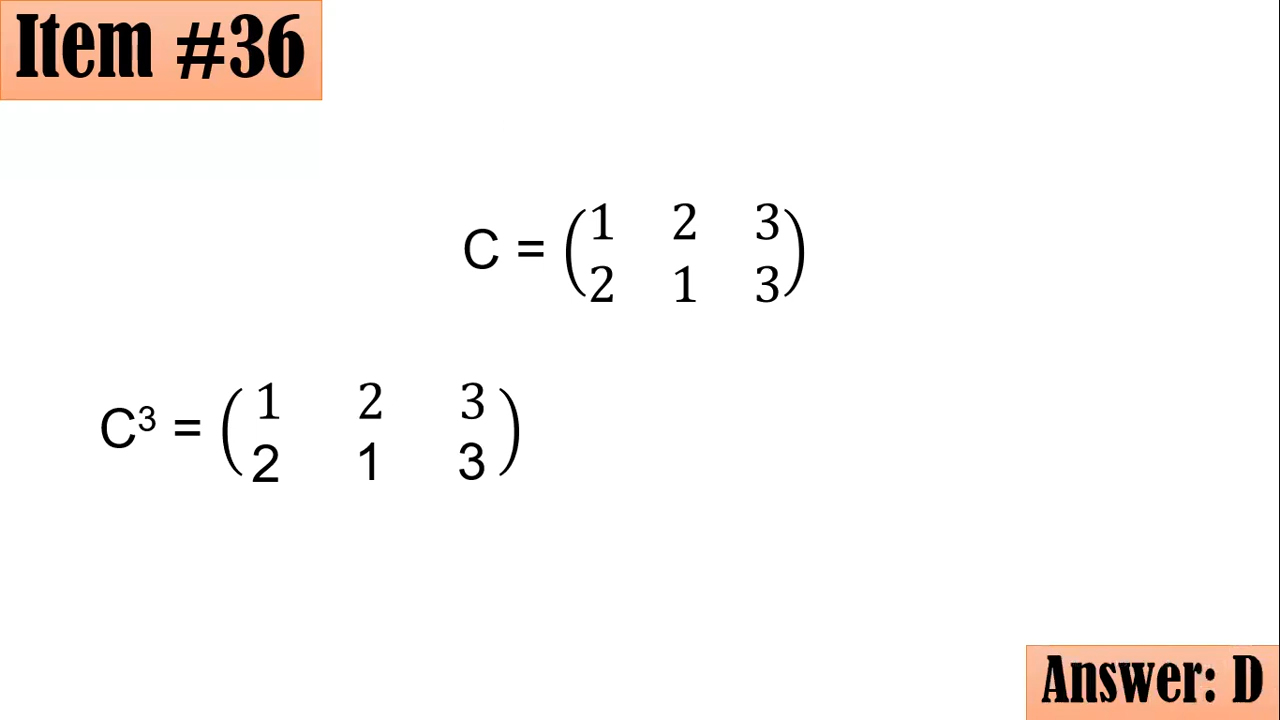 Item #36
C = (1 2 3
2 1 3)
C³ = (1 2 3
2 1 3)
Answer: D